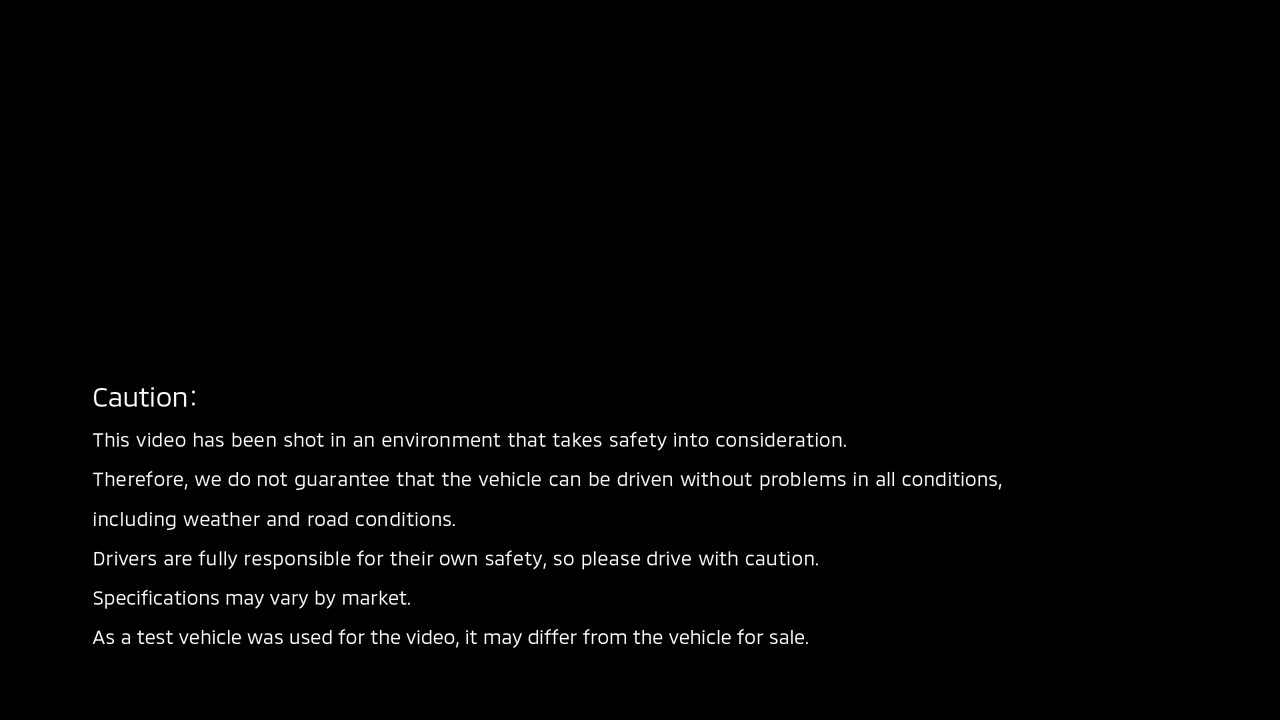 Caution:
This video has been shot in an environment that takes safety into consideration.
Therefore, we do not guarantee that the vehicle can be driven without problems in all conditions,
including weather and road conditions.
Drivers are fully responsible for their own safety, so please drive with caution.
Specifications may vary by market.
As a test vehicle was used for the video, it may differ from the vehicle for sale.